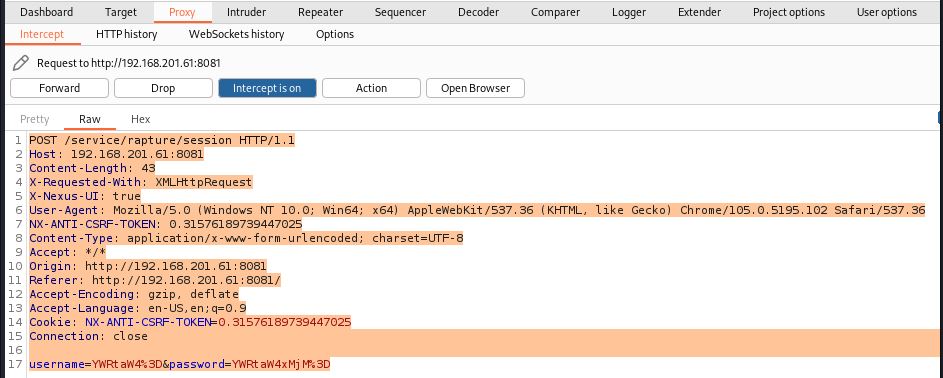 Dashboard Target Proxy Intruder Repeater Sequencer Decoder Comparer Logger Extender Project options User options
Intercept HTTP history WebSockets history Options
Request to http://192.168.201.61:8081
Forward Drop Intercept is on Action Open Browser
Pretty Raw Hex
1 POST /service/rapture/session HTTP/1.1
2 Host: 192.168.201.61:8081
3 Content-Length: 43
4 X-Requested-With: XMLHttpRequest
5 X-Nexus-UI: true
6 User-Agent: Mozilla/5.0 (Windows NT 10.0; Win64; x64) AppleWebKit/537.36 (KHTML, like Gecko) Chrome/105.0.5195.102 Safari/537.36
7 NX-ANTI-CSRF-TOKEN: 0.31576189739447025
8 Content-Type: application/x-www-form-urlencoded; charset=UTF-8
9 Accept: */*
10 Origin: http://192.168.201.61:8081
11 Referer: http://192.168.201.61:8081/
12 Accept-Encoding: gzip, deflate
13 Accept-Language: en-US,en;q=0.9
14 Cookie: NX-ANTI-CSRF-TOKEN=0.31576189739447025
15 Connection: close
16
17 username=YWRtaW4%3D&password=YWRtaW4xMjM%3D